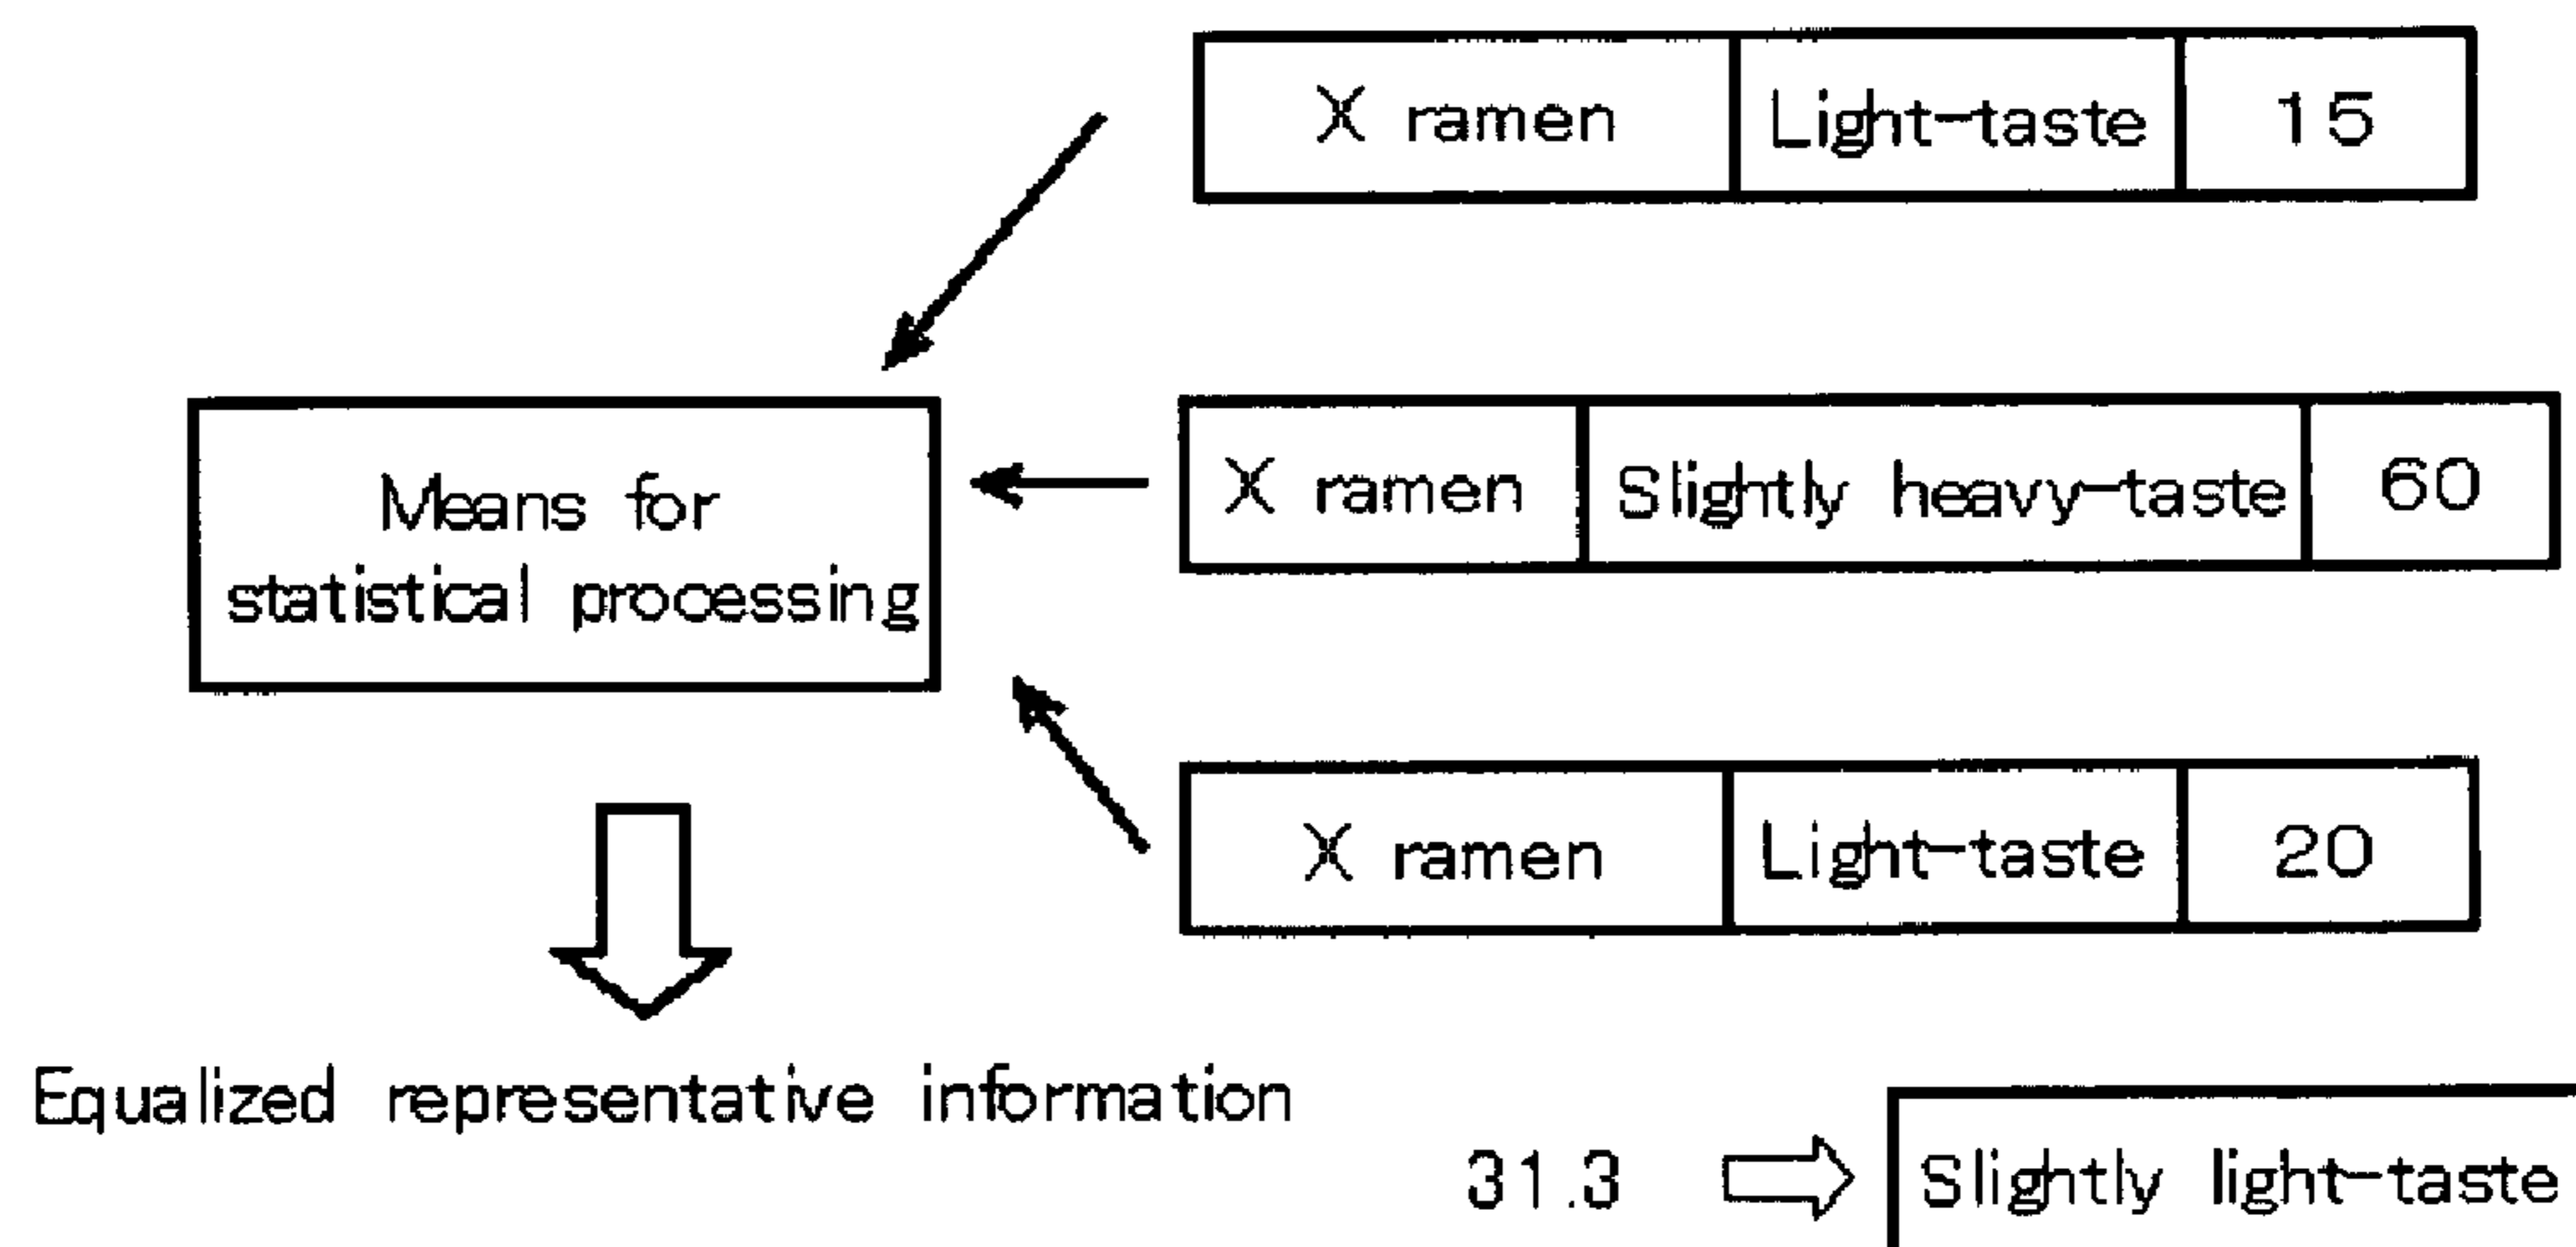 X ramen Light-taste 15
X ramen Slightly heavy-taste 60
Means for
statistical processing
X ramen Light-taste 20
Equalized representative information
31.3 Slightly light-taste